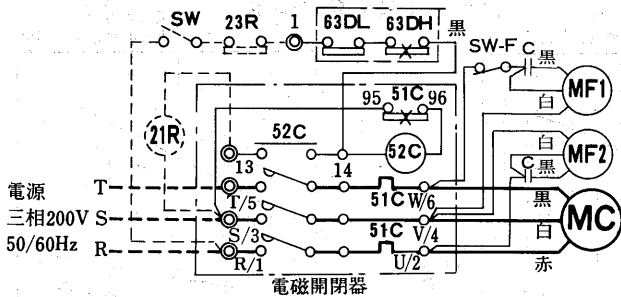 SW
23R
1
63DL 63DH
黒
SW-F
C
黒
MF1
白
95
51C
96
52C
21R
13
14
52C
白
C
黒
MF2
電源
三相200V
50/60Hz
T
T/5
51C
W/6
黒
S
S/3
V/4
白
MC
R
R/1
51C
U/2
赤
電磁開閉器